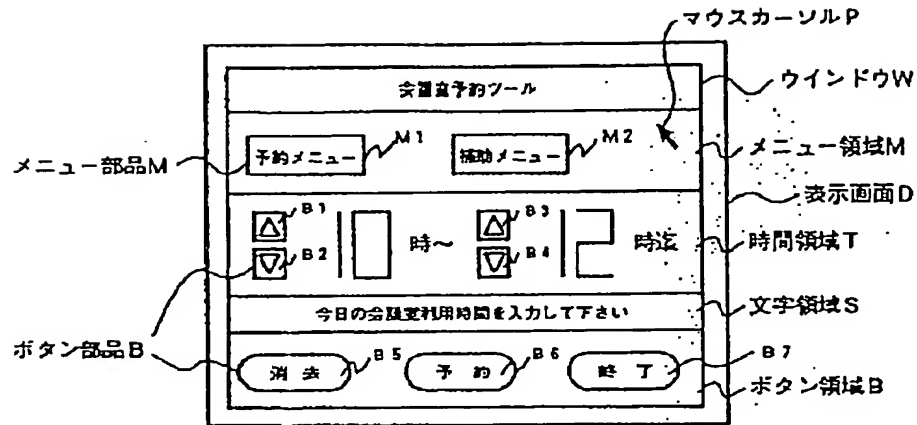 マウスカーソルP
会議室予約ツール
ウインドウW
予約メニュー M1 補助メニュー M2
メニュー部品M
メニュー領域M
表示画面D
B1 B3
10 時〜 12 時迄
B2 B4
時間領域T
今日の会議室利用時間を入力して下さい
文字領域S
ボタン部品B
消去 B5 予約 B6 終了 B7
ボタン領域B